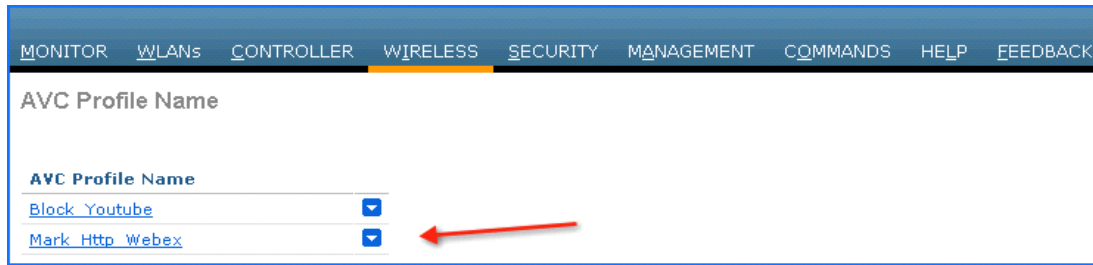 MONITOR WLANs CONTROLLER WIRELESS SECURITY MANAGEMENT COMMANDS HELP FEEDBACK
AVC Profile Name
AVC Profile Name
Block_Youtube
Mark_Http_Webex